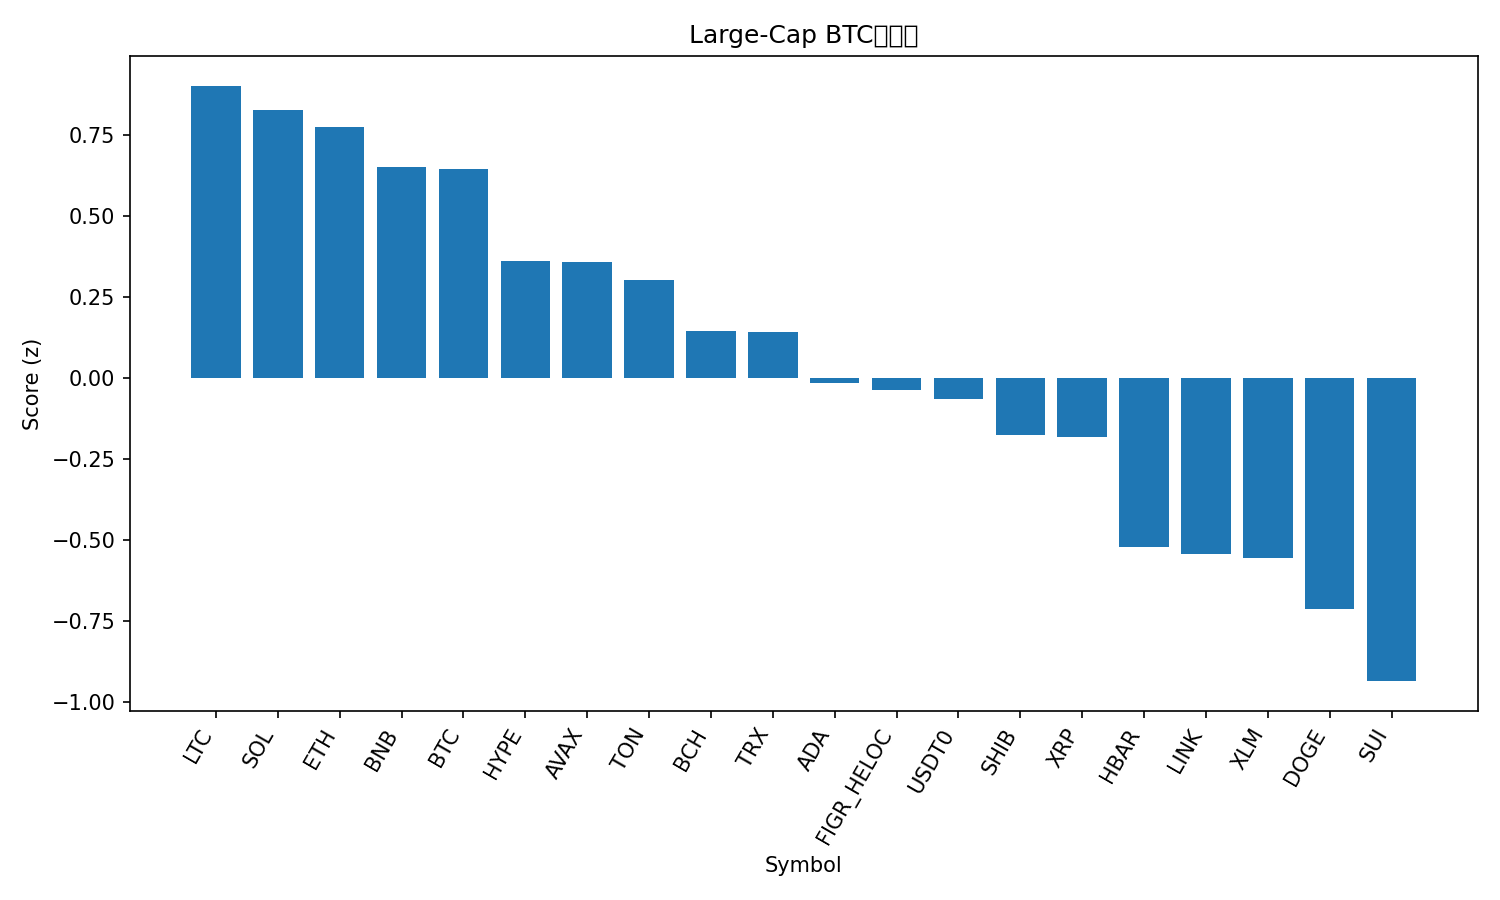 Large-Cap BTC
0.75
0.50
0.25
0.00
−0.25
−0.50
−0.75
−1.00
Score (z)
LTC
SOL
ETH
BNB
BTC
HYPE
AVAX
TON
BCH
TRX
ADA
FIGR_HELOC
USDT0
SHIB
XRP
HBAR
LINK
XLM
DOGE
SUI
Symbol